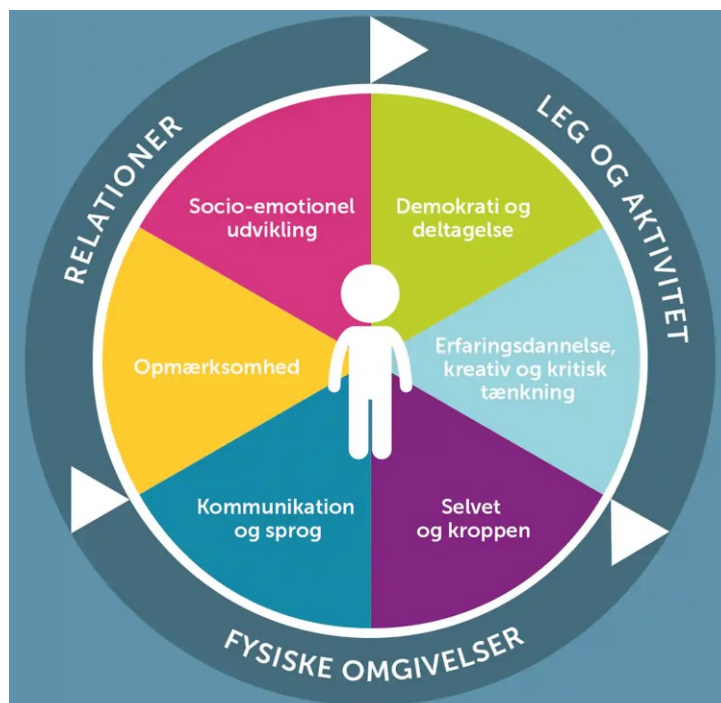 RELATIONER
LEG OG AKTIVITET
Socio-emotionel
udvikling
Demokrati og
deltagelse
Opmærksomhed
Erfaringsdannelse,
kreativ og kritisk
tænkning
Kommunikation
og sprog
Selvet
og kroppen
FYSISKE OMGIVELSER